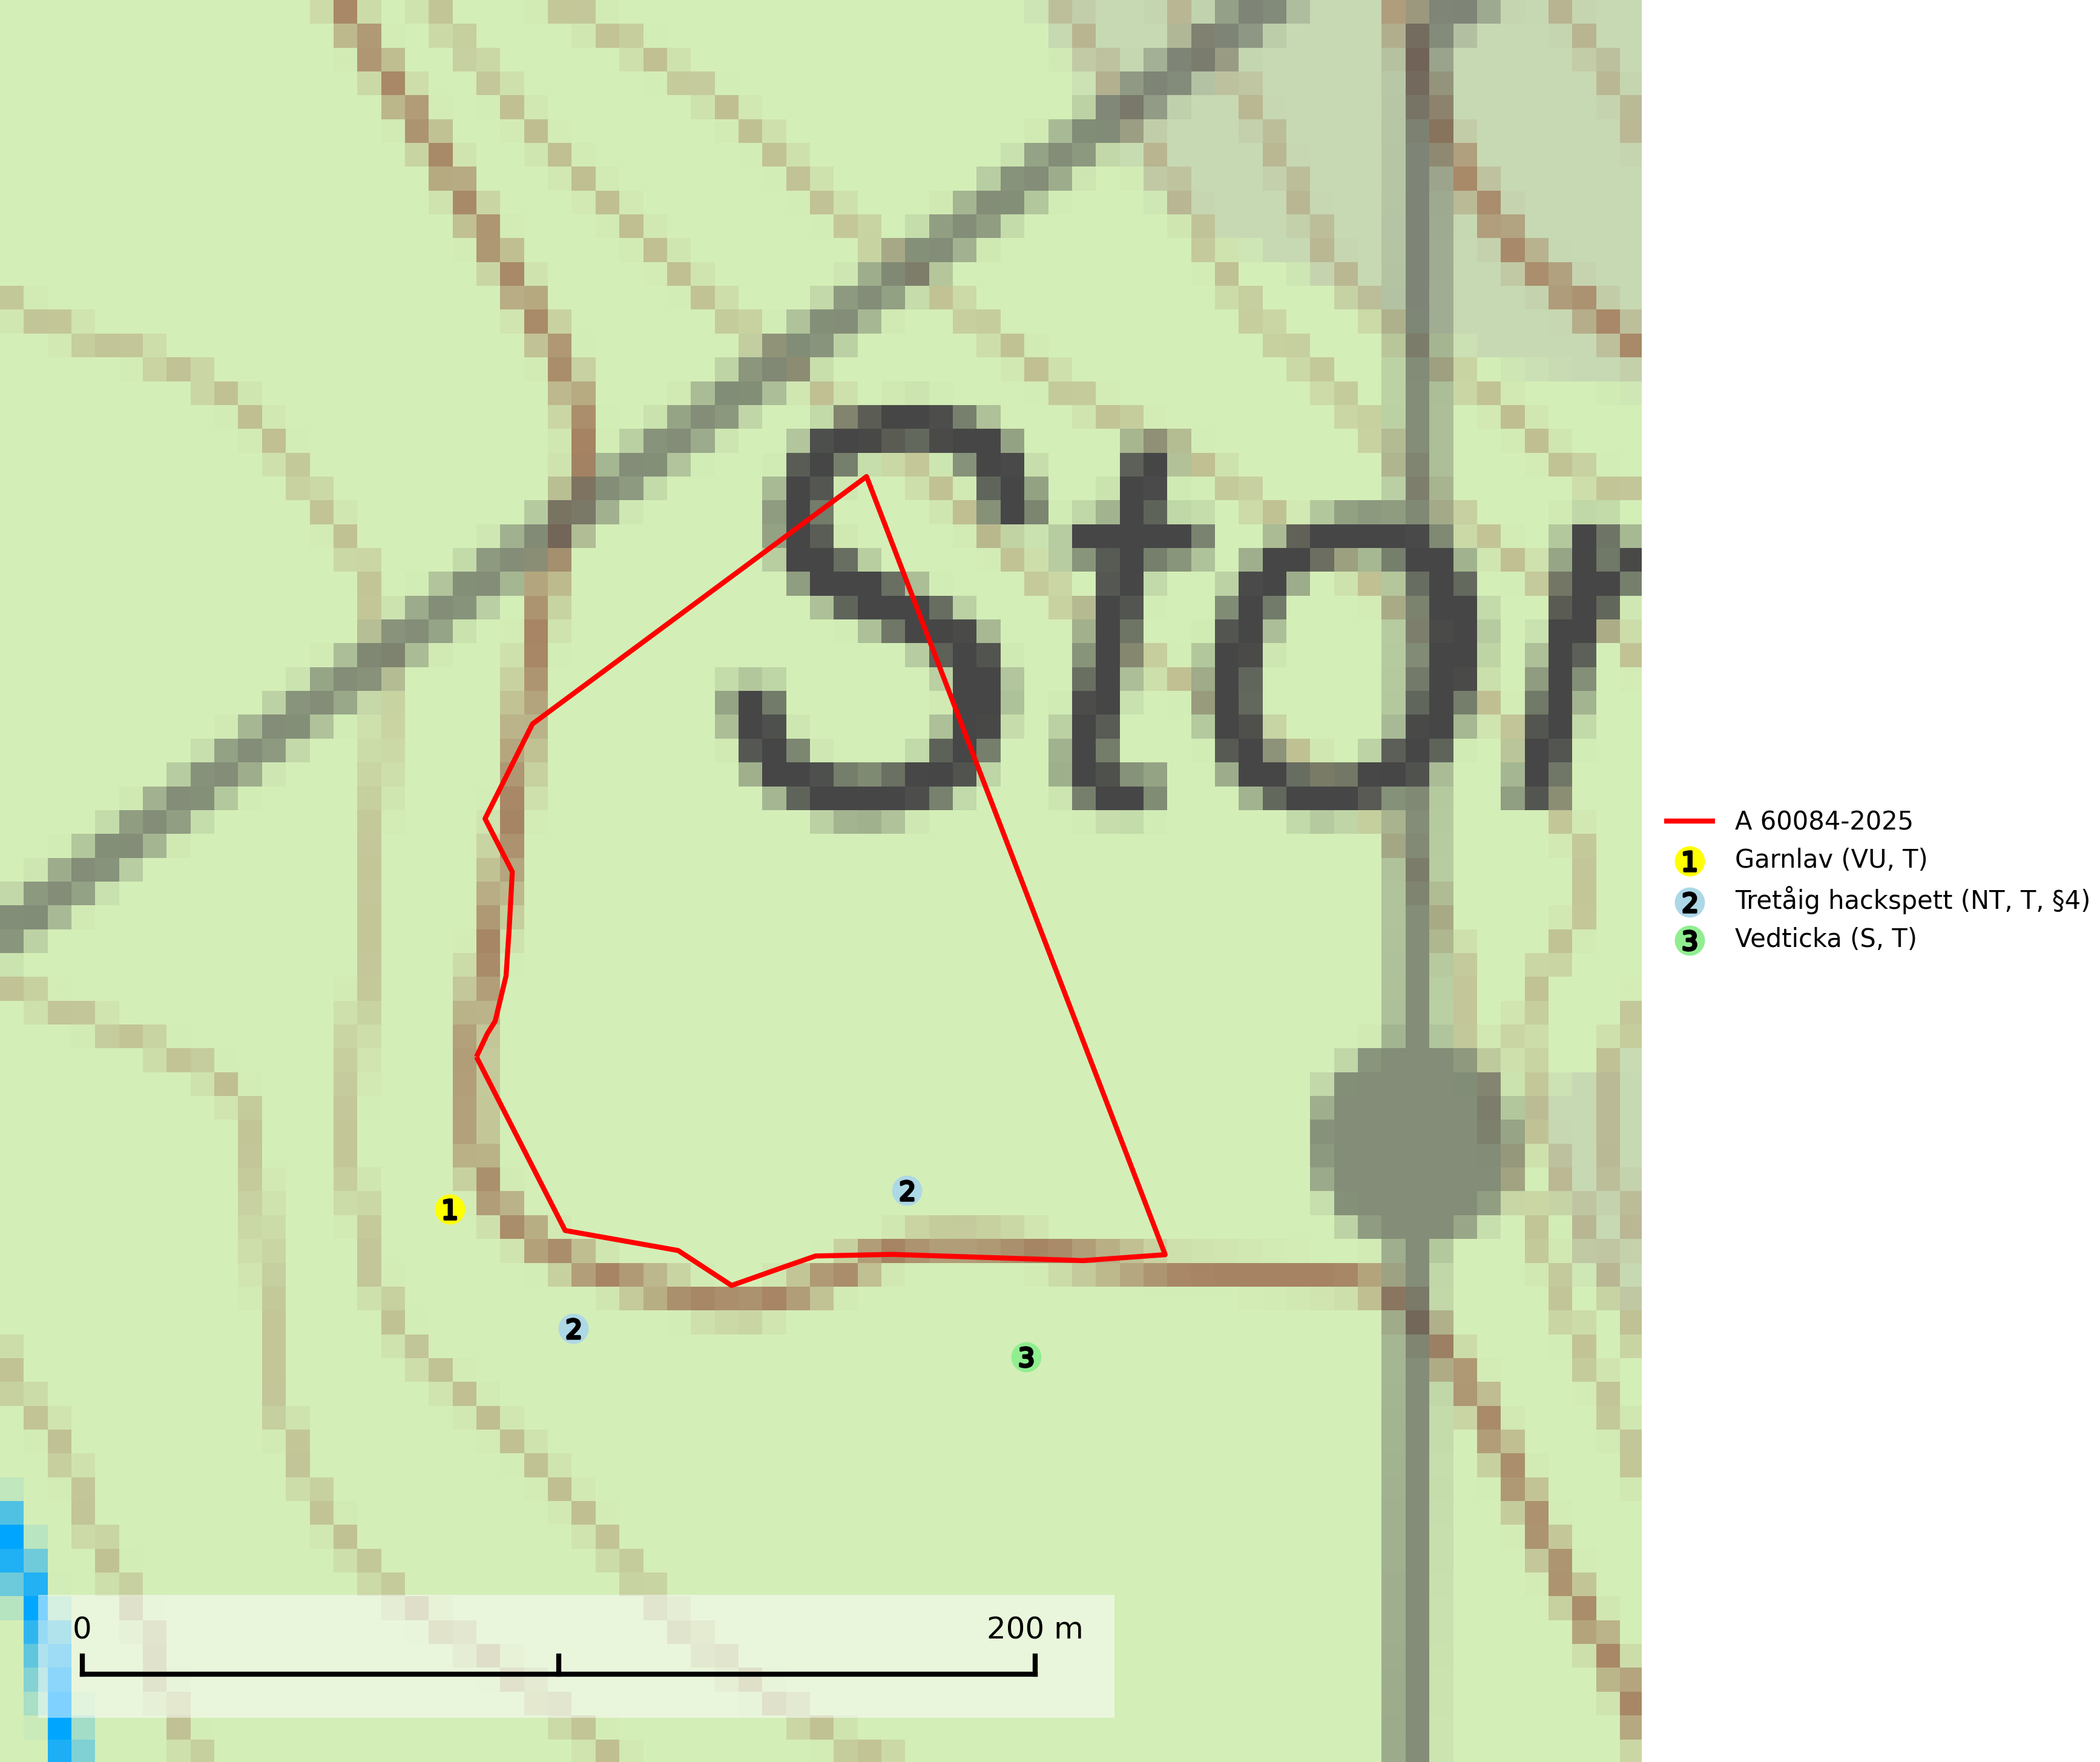 Stor
A 60084-2025
1 Garnlav (VU, T)
2 Tretåig hackspett (NT, T, §4)
3 Vedticka (S, T)
2
1
2
3
0 200 m